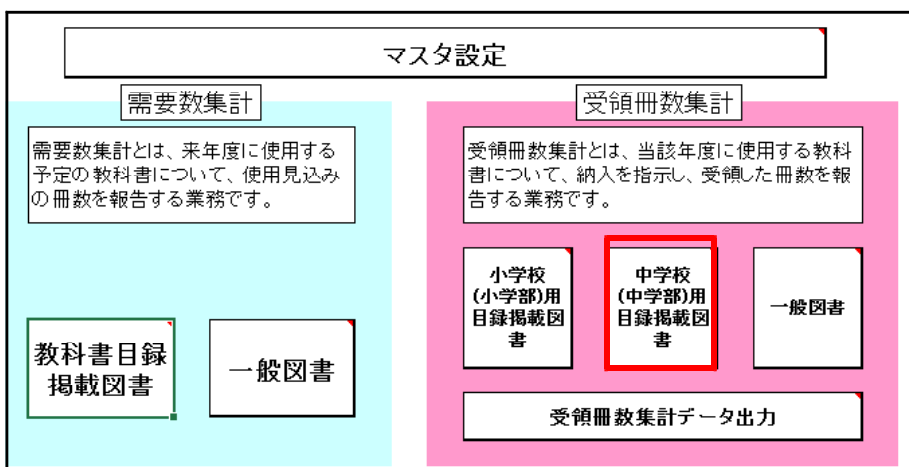 マスタ設定
需要数集計
需要数集計とは、来年度に使用する
予定の教科書について、使用見込み
の冊数を報告する業務です。
教科書目録
掲載図書
一般図書
受領冊数集計
受領冊数集計とは、当該年度に使用する教科
書について、納入を指示し、受領した冊数を報
告する業務です。
小学校
(小学部)用
目録掲載図
書
中学校
(中学部)用
目録掲載図
書
一般図書
受領冊数集計データ出力